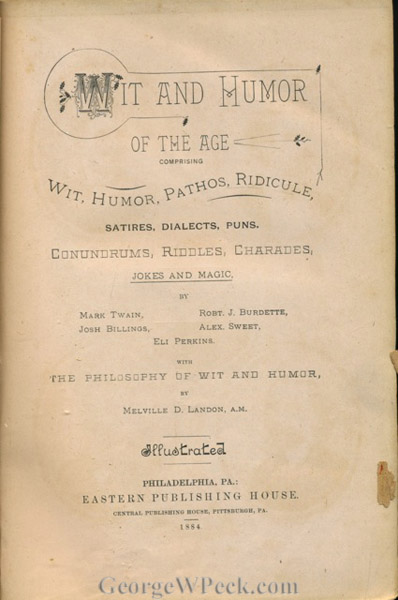 WIT AND HUMOR
OF THE AGE
COMPRISING
WIT, HUMOR, PATHOS, RIDICULE,
SATIRES, DIALECTS, PUNS.
CONUNDRUMS, RIDDLES, CHARADES,
JOKES AND MAGIC,
BY
MARK TWAIN, ROBT. J. BURDETTE,
JOSH BILLINGS, ALEX. SWEET,
ELI PERKINS.
WITH
THE PHILOSOPHY OF WIT AND HUMOR,
BY
MELVILLE D. LANDON, A.M.
Illustrated
PHILADELPHIA, PA.:
EASTERN PUBLISHING HOUSE.
CENTRAL PUBLISHING HOUSE, PITTSBURGH, PA.
1884
GeorgeWPeck.com